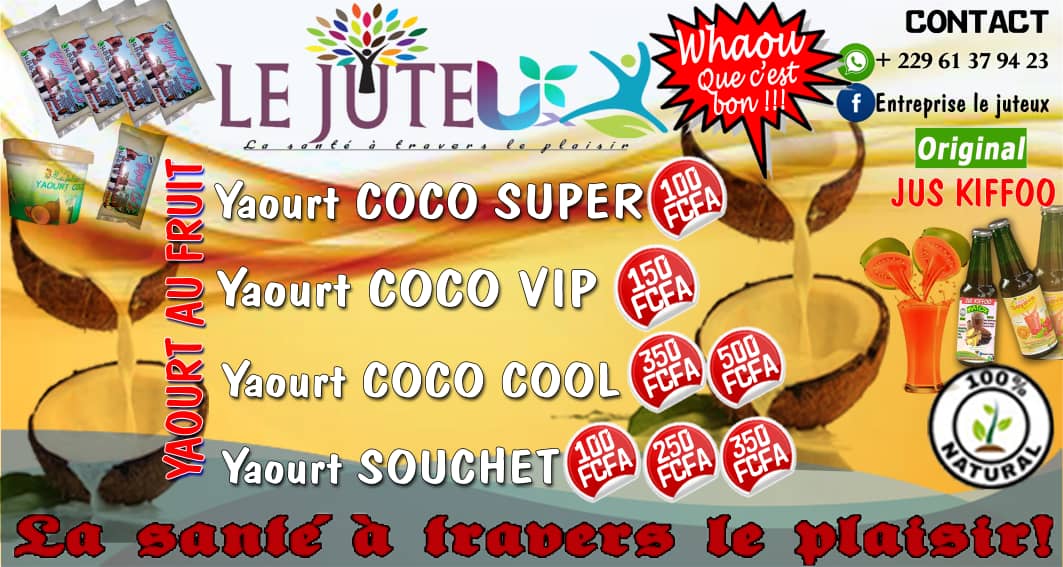 LE JUTEUX
La santé à travers le plaisir
Whaou
Que c'est
bon !!!
CONTACT
+ 229 61 37 94 23
Entreprise le juteux
Original
JUS KIFFOO
YAOURT AU FRUIT
Yaourt COCO SUPER 100 FCFA
Yaourt COCO VIP 150 FCFA
Yaourt COCO COOL 350 FCFA 500 FCFA
Yaourt SOUCHET 100 FCFA 250 FCFA 350 FCFA
YAOURT
JUS KIFFOO
100%
NATURAL
La santé à travers le plaisir!